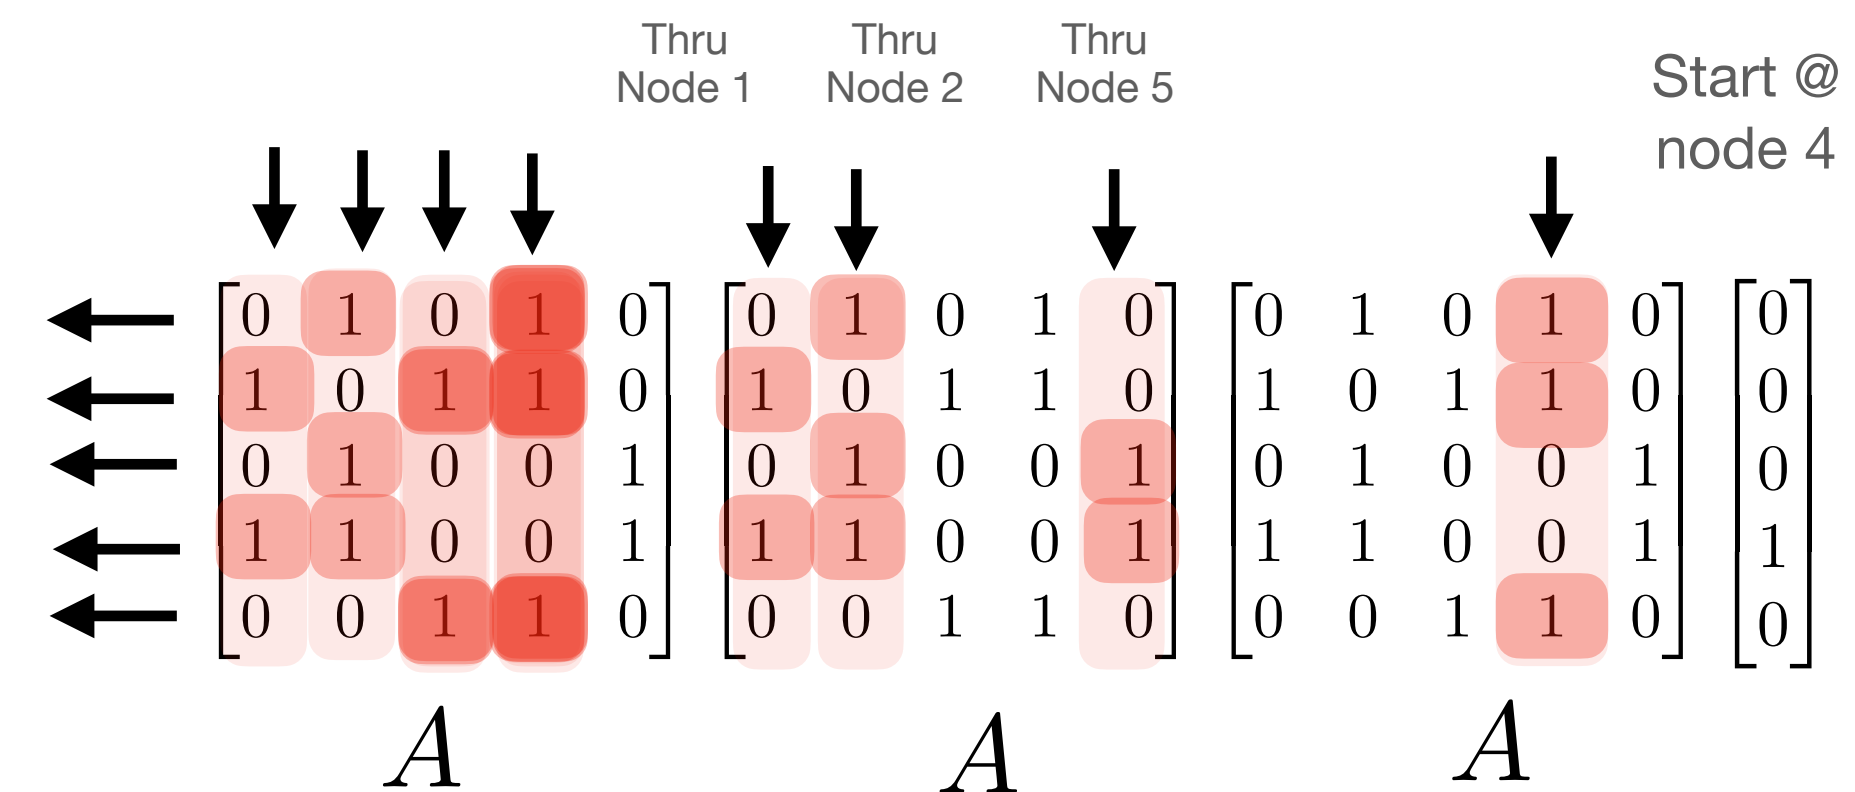 Thru Thru Thru
Node 1 Node 2 Node 5
Start @
node 4
0 1 0 1 0 0 1 0 1 0 0 1 0 1 0 0
1 0 1 1 0 1 0 1 1 0 1 0 1 1 0 0
0 1 0 0 1 0 1 0 0 1 0 1 0 0 1 0
1 1 0 0 1 1 1 0 0 1 1 1 0 0 1 1
0 0 1 1 0 0 0 1 1 0 0 0 1 1 0 0
A A A